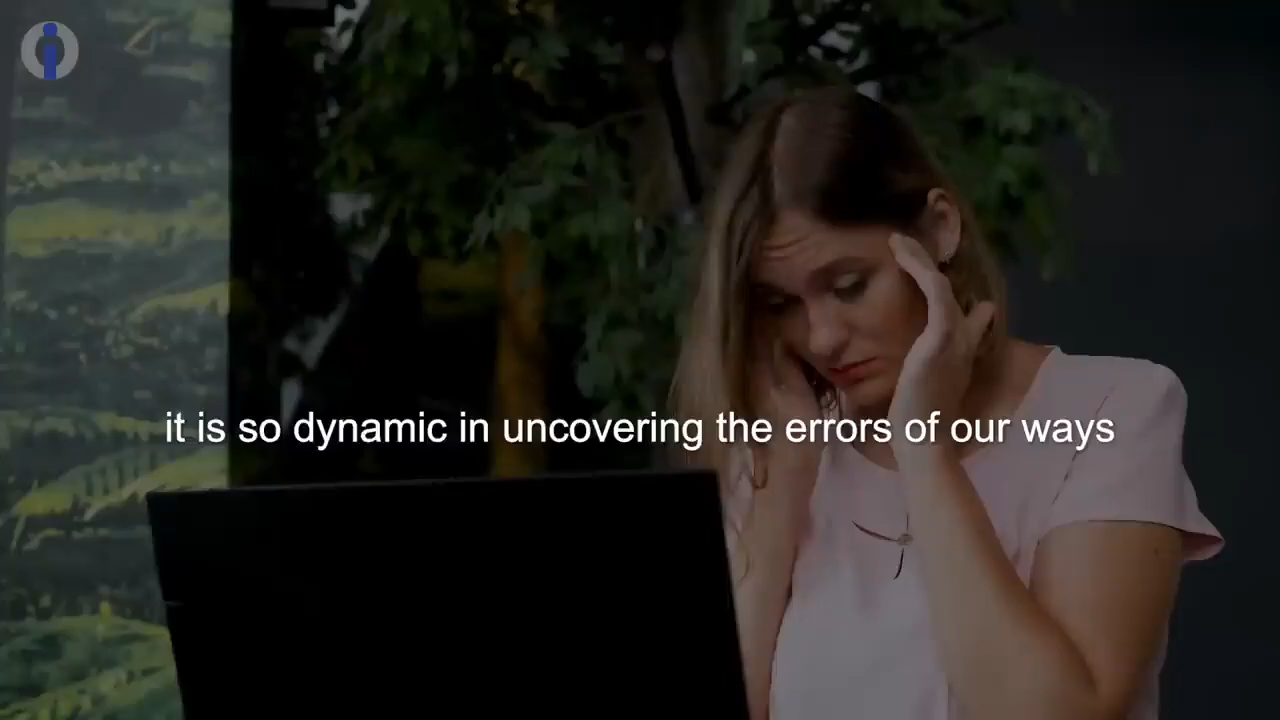 it is so dynamic in uncovering the errors of our ways